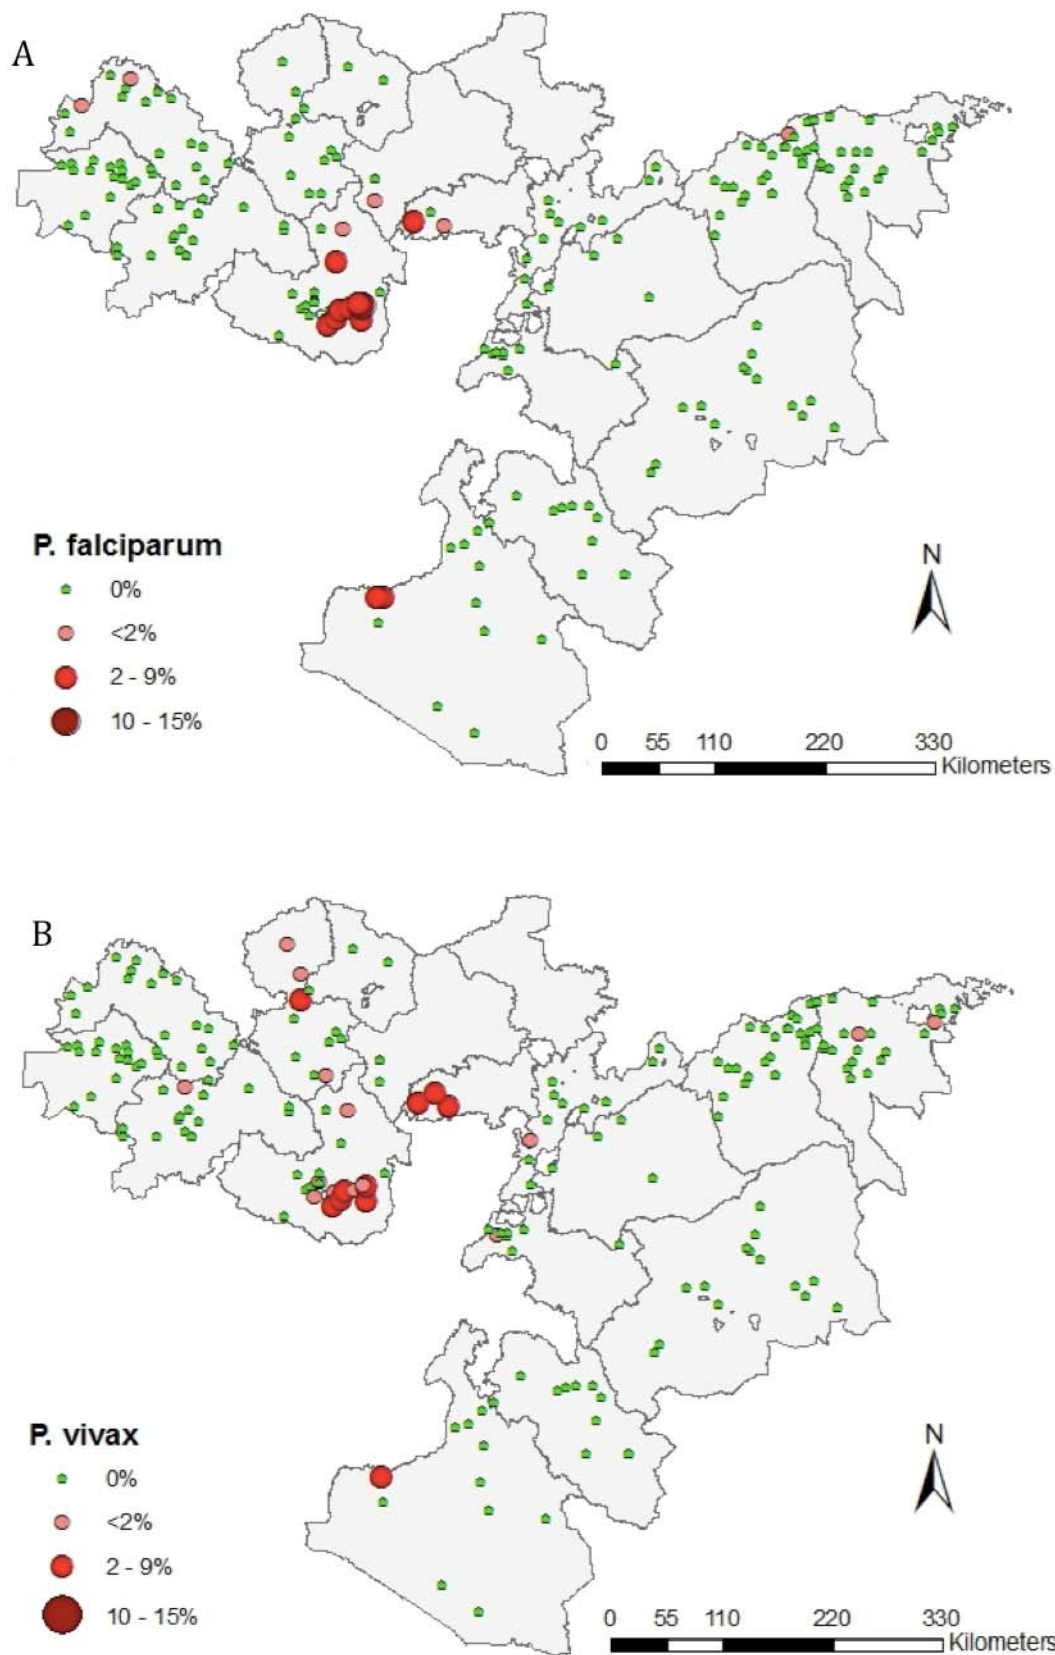 A
P. falciparum
0%
<2%
2 - 9%
10 - 15%
N
0 55 110 220 330
Kilometers
B
P. vivax
0%
<2%
2 - 9%
10 - 15%
N
0 55 110 220 330
Kilometers